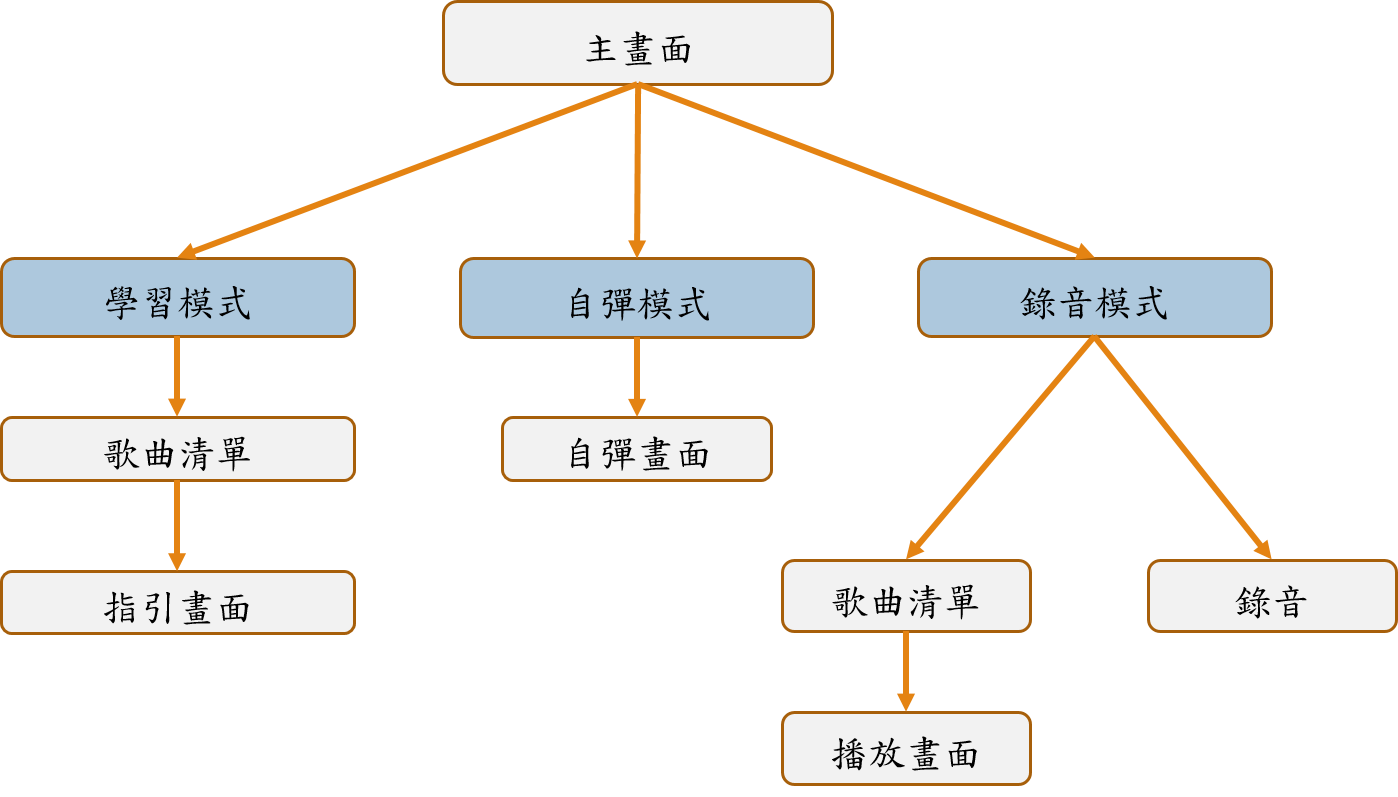 主畫面
學習模式
自彈模式
錄音模式
歌曲清單
自彈畫面
指引畫面
歌曲清單
錄音
播放畫面